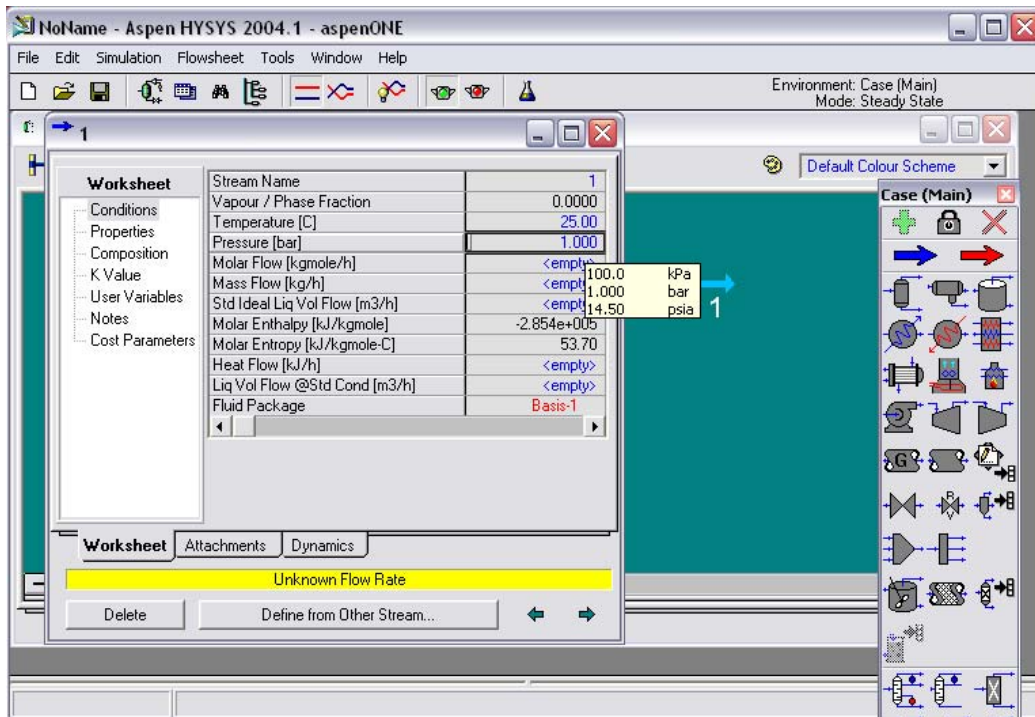 NoName - Aspen HYSYS 2004.1 - aspenONE
File Edit Simulation Flowsheet Tools Window Help
Environment: Case (Main)
Mode: Steady State
1
Default Colour Scheme
Worksheet
Conditions
Properties
Composition
K Value
User Variables
Notes
Cost Parameters
Stream Name 1
Vapour / Phase Fraction 0.0000
Temperature [C] 25.00
Pressure [bar] 1.000
Molar Flow [kgmole/h] <empty>
Mass Flow [kg/h] <empt
Std Ideal Liq Vol Flow [m3/h] <empt
Molar Enthalpy [kJ/kgmole] -2.854e+005
Molar Entropy [kJ/kgmole-C] 53.70
Heat Flow [kJ/h] <empty>
Liq Vol Flow @Std Cond [m3/h] <empty>
Fluid Package Basis-1
100.0 kPa
1.000 bar
14.50 psia
1
Case (Main)
G
R
Worksheet Attachments Dynamics
Unknown Flow Rate
Delete Define from Other Stream...